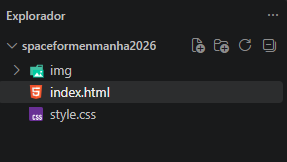 Explorador
spaceformenmanha2026
img
index.html
style.css